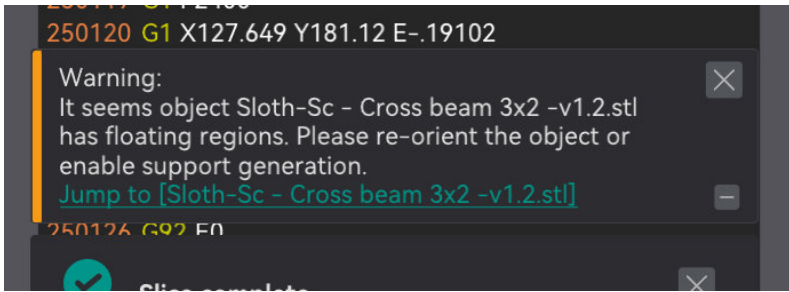 250120 G1 X127.649 Y181.12 E-.19102
Warning:
It seems object Sloth-Sc - Cross beam 3x2 -v1.2.stl
has floating regions. Please re-orient the object or
enable support generation.
Jump to [Sloth-Sc - Cross beam 3x2 -v1.2.stl]
250126 G92 E0
Slice complete